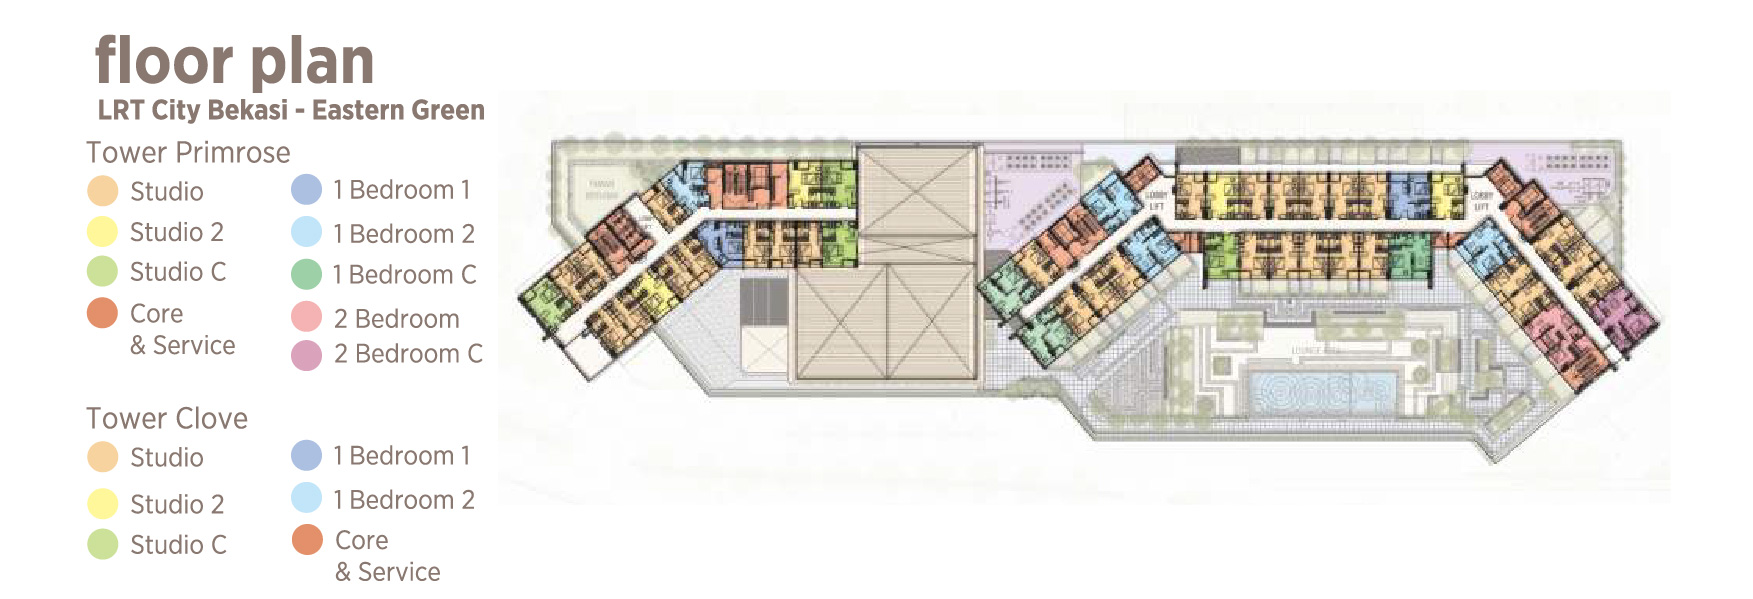 floor plan
LRT City Bekasi - Eastern Green
Tower Primrose
Studio
Studio 2
Studio C
Core
& Service
1 Bedroom 1
1 Bedroom 2
1 Bedroom C
2 Bedroom
2 Bedroom C
Tower Clove
Studio
Studio 2
Studio C
1 Bedroom 1
1 Bedroom 2
Core
& Service
LOBBY
LIFT
LOBBY
LIFT